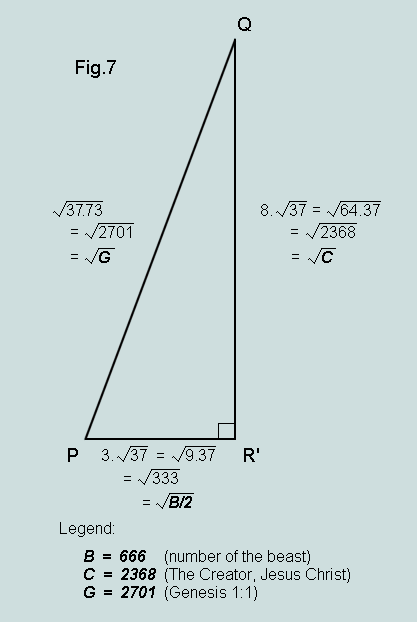 Q
Fig.7
√37.73
= √2701
= √G
8.√37 = √64.37
= √2368
= √C
P
3.√37 = √9.37
= √333
= √B/2
R'
Legend:
B = 666 (number of the beast)
C = 2368 (The Creator, Jesus Christ)
G = 2701 (Genesis 1:1)